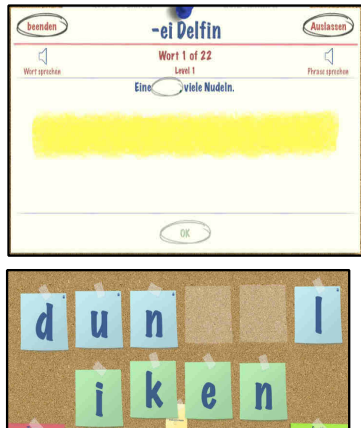 beenden
-ei Delfin
Auslassen
Wort 1 of 22
Wort sprechen
Level 1
Phrase sprechen
Eine , viele Nudeln.
OK
d u n l
i k e n